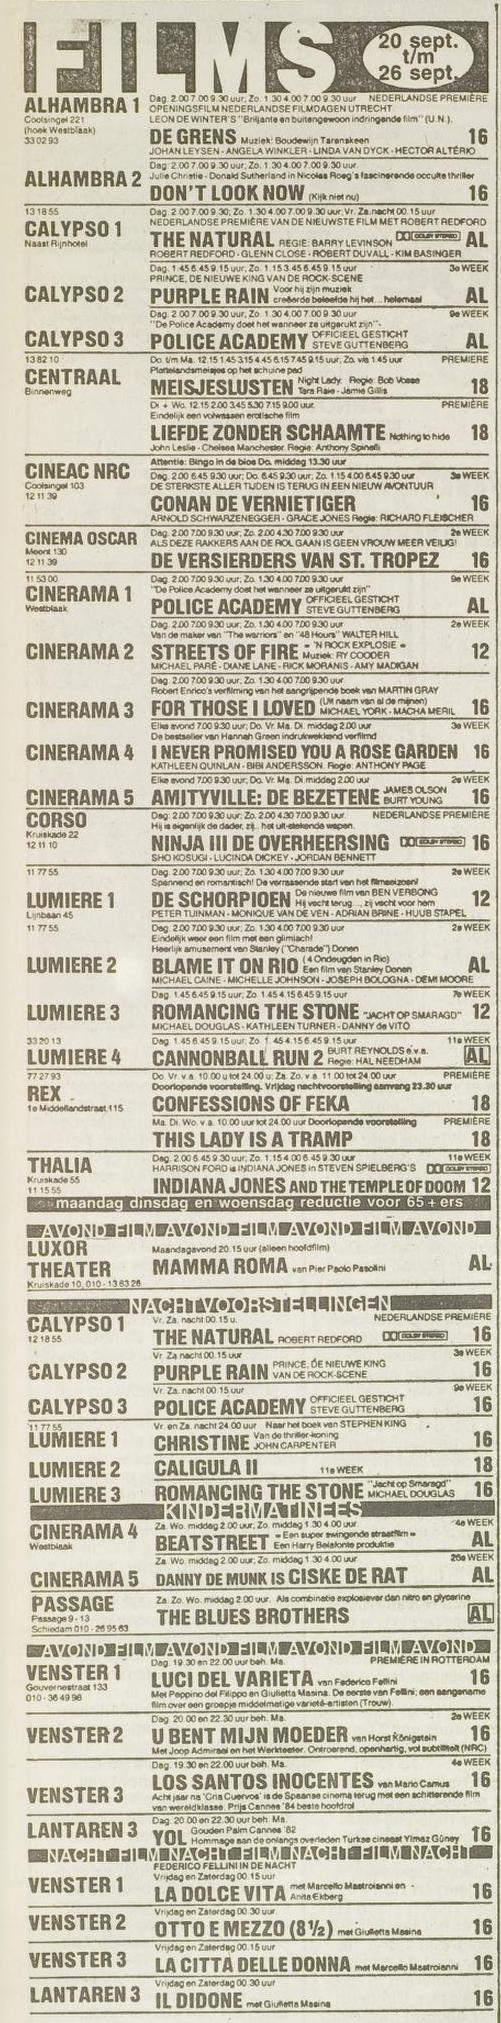 FILMS
20 sept.
t/m
26 sept.
ALHAMBRA 1
Coolsingel 221
(hoek Westblaak)
33 02 93
Dag. 2.00 7.00 9.30 uur; Zo. 1.30 4.00 7.00 9.30 uur NEDERLANDSE PREMIÈRE
OPENINGSFILM NEDERLANDSE FILMDAGEN UTRECHT
LEON DE WINTER'S "Briljante en buitengewoon indringende film" (U.N.).
DE GRENS Muziek: Boudewijn Tarenskeen 16
JOHAN LEYSEN - ANGELA WINKLER - LINDA VAN DYCK - HECTOR ALTERIO
ALHAMBRA 2
Dag. 2.00 7.00 9.30 uur; Zo. 1.30 4.00 7.00 9.30 uur.
Julie Christie - Donald Sutherland in Nicolas Roeg's fascinerende occulte thriller
DON'T LOOK NOW (Kijk niet nu) 16
13 18 55
CALYPSO 1
Naast Rijnhotel
Dag. 2.00 7.00 9.30; Zo. 1.30 4.00 7.00 9.30 uur; Vr. Za. nacht 00.15 uur
NEDERLANDSE PREMIÈRE VAN DE NIEUWSTE FILM MET ROBERT REDFORD
THE NATURAL REGIE: BARRY LEVINSON DOLBY STEREO AL
ROBERT REDFORD - GLENN CLOSE - ROBERT DUVALL - KIM BASINGER
CALYPSO 2
Dag. 1.45 6.45 9.15 uur; Zo. 1.15 3.45 6.45 9.15 uur 3e WEEK
PRINCE, DE NIEUWE KING VAN DE ROCK-SCENE
PURPLE RAIN Voor hij zijn muziek creëerde beleefde hij het... helemaal AL
CALYPSO 3
Dag. 2.00 7.00 9.30 uur; Zo. 1.30 4.00 7.00 9.30 uur 9e WEEK
"De Police Academy doet het wanneer ze uitgerukt zijn"
POLICE ACADEMY OFFICIEEL GESTICHT STEVE GUTTENBERG AL
13 82 10
CENTRAAL
Binnenweg
Do. t/m Ma. 12.15 1.45 3.15 4.45 6.15 7.45 9.15 uur; Zo. v/a 1.45 uur PREMIERE
Plattelandsmeisjes op het schuine pad
MEISJESLUSTEN Night Lady. Regie: Bob Vosse Tara Raie - Jamie Gillis 18
Di + Wo. 12.15 2.00 3.45 5.30 7.15 9.00 uur. PREMIÈRE
Eindelijk een volwassen erotische film
LIEFDE ZONDER SCHAAMTE Nothing to hide 18
John Leslie - Chelsea Manchester. Regie: Anthony Spinelli
CINEAC NRC
Coolsingel 103
12 11 39
Attentie: Bingo in de bios Do. middag 13.30 uur
Dag. 2.00 6.45 9.30 uur; Do. 6.45 9.30 uur; Zo. 1.15 4.00 6.45 9.30 uur 3e WEEK
DE STERKSTE ALLER TIJDEN IS TERUG IN EEN NIEUW AVONTUUR
CONAN DE VERNIETIGER 16
ARNOLD SCHWARZENEGGER - GRACE JONES Regie: RICHARD FLEISCHER
CINEMA OSCAR
Meent 130
12 11 39
Dag. 2.00 7.00 9.30 uur; Zo. 2.00 4.30 7.00 9.30 uur 2e WEEK
ALS DEZE RAKKERS AAN DE ROL GAAN IS GEEN VROUW MEER VEILIG!
DE VERSIERDERS VAN ST. TROPEZ 16
11 53 00
CINERAMA 1
Westblaak
Dag. 2.00 7.00 9.30 uur; Zo. 1.30 4.00 7.00 9.30 uur 9e WEEK
"De Police Academy doet het wanneer ze uitgerukt zijn"
POLICE ACADEMY OFFICIEEL GESTICHT STEVE GUTTENBERG AL
CINERAMA 2
Dag. 2.00 7.00 9.30 uur; Zo. 1.30 4.00 7.00 9.30 uur 2e WEEK
Van de maker van "The warriors" en "48 Hours" WALTER HILL
STREETS OF FIRE = 'N ROCK EXPLOSIE = Muziek: RY COODER 12
MICHAEL PARÉ - DIANE LANE - RICK MORANIS - AMY MADIGAN
CINERAMA 3
Dag. 2.00 7.00 9.30 uur; Zo. 1.30 4.00 7.00 9.30 uur
Robert Enrico's verfilming van het aangrijpende boek van MARTIN GRAY
FOR THOSE I LOVED (Uit naam van al de mijnen) MICHAEL YORK - MACHA MERIL 16
CINERAMA 4
Elke avond 7.00 9.30 uur; Do. Vr. Ma. Di. middag 2.00 uur 3e WEEK
De bestseller van Hannah Green indrukwekkend verfilmd
I NEVER PROMISED YOU A ROSE GARDEN 16
KATHLEEN QUINLAN - BIBI ANDERSSON. Regie: ANTHONY PAGE
CINERAMA 5
Elke avond 7.00 9.30 uur; Do. Vr. Ma. Di. middag 2.00 uur 2e WEEK
AMITYVILLE: DE BEZETENE JAMES OLSON BURT YOUNG 16
CORSO
Kruiskade 22
12 11 10
Dag. 2.00 7.00 9.30 uur; Zo. 2.00 4.30 7.00 9.30 uur NEDERLANDSE PREMIÈRE
Hij is eigenlijk de dader, zij.. het uit-stekende wapen.
NINJA III DE OVERHEERSING DOLBY STEREO 16
SHO KOSUGI - LUCINDA DICKEY - JORDAN BENNETT
11 77 55
LUMIERE 1
Lijnbaan 45
Dag. 2.00 7.00 9.30 uur; Zo. 1.30 4.00 7.00 9.30 uur 2e WEEK
Spannend en romantisch! De verrassende start van het filmseizoen!
DE SCHORPIOEN De nieuwe film van BEN VERBONG Hij vecht terug..., zij vecht voor hem 12
PETER TUINMAN - MONIQUE VAN DE VEN - ADRIAN BRINE - HUUB STAPEL
11 77 55
LUMIERE 2
Dag. 2.00 7.00 9.30 uur; Zo. 1.30 4.00 7.00 9.30 uur 2e WEEK
Eindelijk weer een film met een glimlach!
Heerlijk amusement van Stanley ("Charade") Donen
BLAME IT ON RIO (4 Ondeugden in Rio) Een film van Stanley Donen AL
MICHAEL CAINE - MICHELLE JOHNSON - JOSEPH BOLOGNA - DEMI MOORE
LUMIERE 3
Dag. 1.45 6.45 9.15 uur; Zo. 1.45 4.15 6.45 9.15 uur 7e WEEK
ROMANCING THE STONE "JACHT OP SMARAGD" 12
MICHAEL DOUGLAS - KATHLEEN TURNER - DANNY de VITO
33 20 13
LUMIERE 4
Dag. 1.45 6.45 9.15 uur; Zo. 1.45 4.15 6.45 9.15 uur 11e WEEK
CANNONBALL RUN 2 BURT REYNOLDS e.v.a. Regie: HAL NEEDHAM AL
77 27 93
REX
1e Middellandstraat 115
Do. Vr. v.a. 10.00 u tot 24.00 u; Za. Zo. v.a. 11.00 tot 24.00 uur PREMIÈRE
Doorlopende voorstelling. Vrijdag nachtvoorstelling aanvang 23.30 uur
CONFESSIONS OF FEKA 18
Ma. Di. Wo. v.a. 10.00 uur tot 24.00 uur Doorlopende voorstelling PREMIÈRE
THIS LADY IS A TRAMP 18
THALIA
Kruiskade 55
11 15 55
Dag. 2.00 6.45 9.30 uur; Zo. 1.15 4.00 6.45 9.30 uur 11e WEEK
HARRISON FORD is INDIANA JONES in STEVEN SPIELBERG'S DOLBY STEREO
INDIANA JONES AND THE TEMPLE OF DOOM 12
maandag dinsdag en woensdag reductie voor 65 + ers
AVOND FILM AVOND FILM AVOND FILM AVOND
LUXOR
THEATER
Kruiskade 10, 010 - 13 83 26
Maandagavond 20.15 uur (alleen hoofdfilm)
MAMMA ROMA van Pier Paolo Pasolini AL
NACHTVOORSTELLINGEN
CALYPSO 1
12 18 55
Vr. Za. nacht 00.15 u. NEDERLANDSE PREMIÈRE
THE NATURAL ROBERT REDFORD DOLBY STEREO 16
CALYPSO 2
Vr. Za. nacht 00.15 uur 3e WEEK
PURPLE RAIN PRINCE, DE NIEUWE KING VAN DE ROCK-SCENE 16
CALYPSO 3
Vr. Za. nacht 00.15 uur 9e WEEK
POLICE ACADEMY OFFICIEEL GESTICHT STEVE GUTTENBERG 16
11 77 55
LUMIERE 1
Vr. en Za. nacht 24.00 uur Naar het boek van STEPHEN KING
CHRISTINE Van de thriller-koning JOHN CARPENTER 16
LUMIERE 2
CALIGULA II 11e WEEK 18
LUMIERE 3
ROMANCING THE STONE "Jacht op Smaragd" MICHAEL DOUGLAS 16
KINDERMATINEES
CINERAMA 4
Westblaak
Za. Wo. middag 2.00 uur; Zo. middag 1.30 4.00 uur. 4e WEEK
BEATSTREET = Een super swingende straatfilm = Een Harry Belafonte produktie AL
CINERAMA 5
Za. Wo. middag 2.00 uur; Zo. middag 1.30 4.00 uur 26e WEEK
DANNY DE MUNK IS CISKE DE RAT AL
PASSAGE
Passage 9 - 13
Schiedam 010 - 26 95 63
Za. Zo. Wo. middag 2.00 uur. Als combinatie explosiever dan nitro en glycerine
THE BLUES BROTHERS AL
AVOND FILM AVOND FILM AVOND FILM AVOND
VENSTER 1
Gouvernestraat 133
010 - 36 49 98
Dag. 19.30 en 22.00 uur beh. Ma. PREMIÈRE IN ROTTERDAM
LUCI DEL VARIETA van Federico Fellini 16
Met Peppino del Filippo en Giulietta Masina. De eerste van Fellini; een aangename
film over een groepje middelmatige varieté-artiesten (Trouw).
VENSTER 2
Dag. 20.00 en 22.30 uur beh. Ma. 2e WEEK
U BENT MIJN MOEDER van Horst Königstein 16
Met Joop Admiraal en het Werkteater. Ontroerend, openhartig, vol subtiliteit (NRC)
VENSTER 3
Dag. 19.30 en 22.00 uur beh. Ma. 4e WEEK
LOS SANTOS INOCENTES van Mario Camus 16
Acht jaar na 'Cria Cuervos' is de Spaanse cinema terug met een schitterende film
van wereldklasse. Prijs Cannes '84 beste hoofdrol
LANTAREN 3
Dag. 20.00 en 22.30 uur beh. Ma.
YOL Gouden Palm Cannes '82 Hommage aan de onlangs overleden Turkse cineast Yilmaz Güney 16
NACHT FILM NACHT FILM NACHT FILM NACHT
FEDERICO FELLINI IN DE NACHT
VENSTER 1
Vrijdag en Zaterdag 00.15 uur
LA DOLCE VITA met Marcello Mastroianni en Anita Ekberg 16
VENSTER 2
Vrijdag en Zaterdag 00.30 uur.
OTTO E MEZZO (8½) met Giulietta Masina 16
VENSTER 3
Vrijdag en Zaterdag 00.15 uur
LA CITTA DELLE DONNA met Marcello Mastroianni 16
LANTAREN 3
Vrijdag en Zaterdag 00.30 uur
IL DIDONE met Giulietta Masina 16